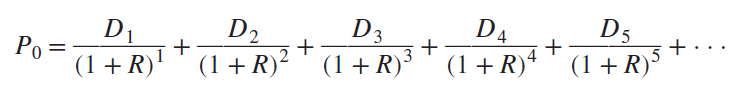 P₀ = D₁/(1 + R)¹ + D₂/(1 + R)² + D₃/(1 + R)³ + D₄/(1 + R)⁴ + D₅/(1 + R)⁵ + · · ·